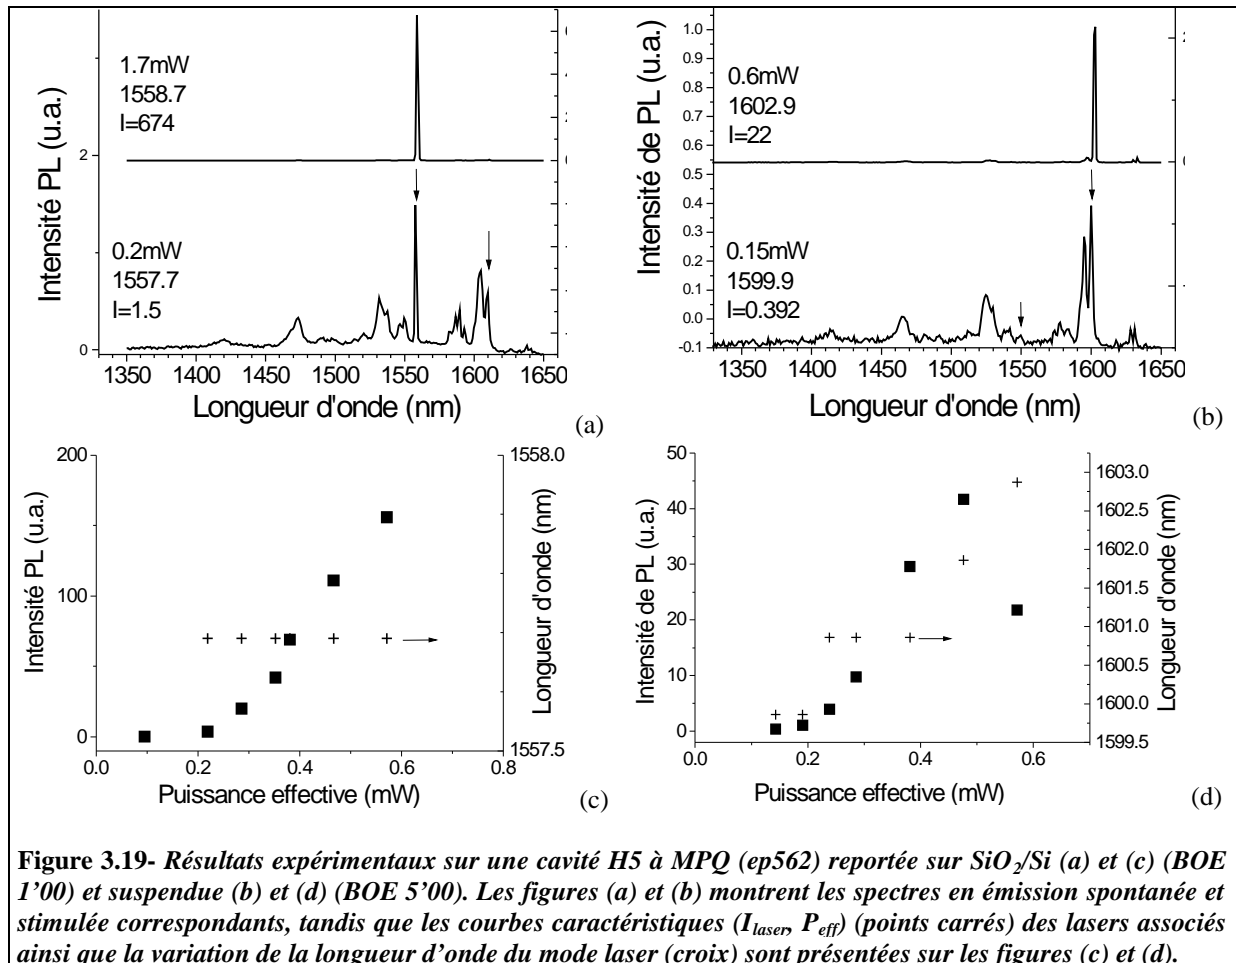 Intensité PL (u.a.)
2
0
1.7mW
1558.7
I=674
0.2mW
1557.7
I=1.5
1350 1400 1450 1500 1550 1600 1650
Longueur d'onde (nm)
(a)
Intensité de PL (u.a.)
1.0
0.9
0.8
0.7
0.6
0.5
0.4
0.3
0.2
0.1
0.0
-0.1
0.6mW
1602.9
I=22
0.15mW
1599.9
I=0.392
1350 1400 1450 1500 1550 1600 1650
Longueur d'onde (nm)
(b)
Intensité PL (u.a.)
200
100
0
1558.0
1557.5
Longueur d'onde (nm)
0.0 0.2 0.4 0.6 0.8
Puissance effective (mW)
(c)
Intensité de PL (u.a.)
50
40
30
20
10
0
1603.0
1602.5
1602.0
1601.5
1601.0
1600.5
1600.0
1599.5
Longueur d'onde (nm)
0.0 0.2 0.4 0.6
Puissance effective (mW)
(d)
Figure 3.19- Résultats expérimentaux sur une cavité H5 à MPQ (ep562) reportée sur SiO2/Si (a) et (c) (BOE
1’00) et suspendue (b) et (d) (BOE 5’00). Les figures (a) et (b) montrent les spectres en émission spontanée et
stimulée correspondants, tandis que les courbes caractéristiques (Ilaser, Peff) (points carrés) des lasers associés
ainsi que la variation de la longueur d’onde du mode laser (croix) sont présentées sur les figures (c) et (d).